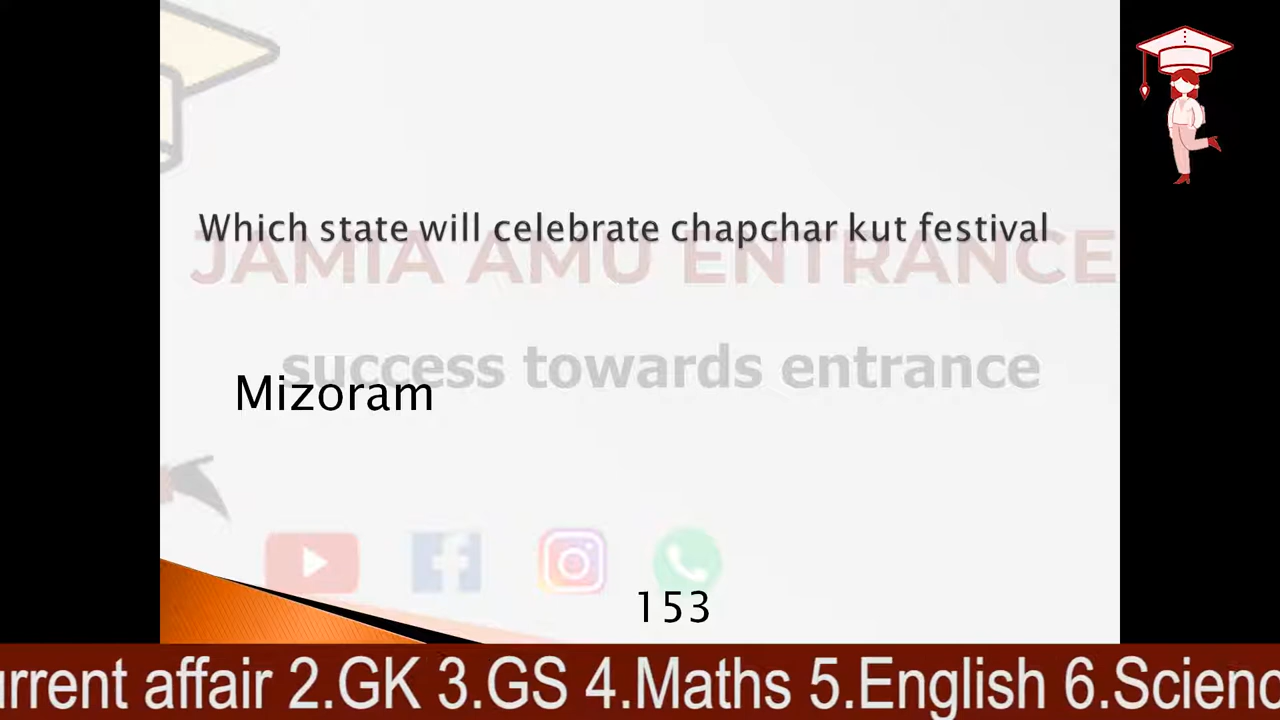 Which state will celebrate chapchar kut festival
JAMIA AMU ENTRANCE
success towards entrance
Mizoram
153
urrent affair 2.GK 3.GS 4.Maths 5.English 6.Scienc